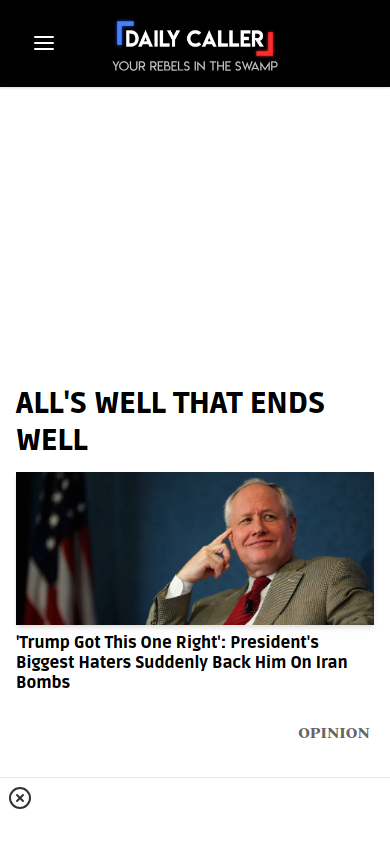 DAILY CALLER
YOUR REBELS IN THE SWAMP
ALL'S WELL THAT ENDS
WELL
'Trump Got This One Right': President's
Biggest Haters Suddenly Back Him On Iran
Bombs
OPINION